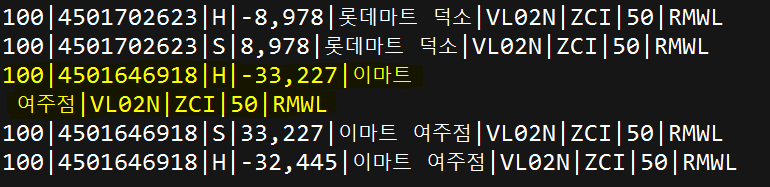 100|4501702623|H|-8,978|롯데마트 덕소|VL02N|ZCI|50|RMWL
100|4501702623|S|8,978|롯데마트 덕소|VL02N|ZCI|50|RMWL
100|4501646918|H|-33,227|이마트
여주점|VL02N|ZCI|50|RMWL
100|4501646918|S|33,227|이마트 여주점|VL02N|ZCI|50|RMWL
100|4501646918|H|-32,445|이마트 여주점|VL02N|ZCI|50|RMWL